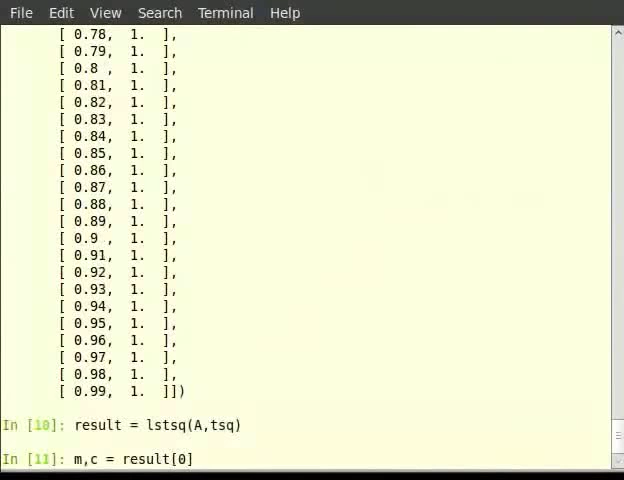 File Edit View Search Terminal Help
[ 0.78, 1. ],
[ 0.79, 1. ],
[ 0.8 , 1. ],
[ 0.81, 1. ],
[ 0.82, 1. ],
[ 0.83, 1. ],
[ 0.84, 1. ],
[ 0.85, 1. ],
[ 0.86, 1. ],
[ 0.87, 1. ],
[ 0.88, 1. ],
[ 0.89, 1. ],
[ 0.9 , 1. ],
[ 0.91, 1. ],
[ 0.92, 1. ],
[ 0.93, 1. ],
[ 0.94, 1. ],
[ 0.95, 1. ],
[ 0.96, 1. ],
[ 0.97, 1. ],
[ 0.98, 1. ],
[ 0.99, 1. ]])
In [10]: result = lstsq(A,tsq)
In [11]: m,c = result[0]